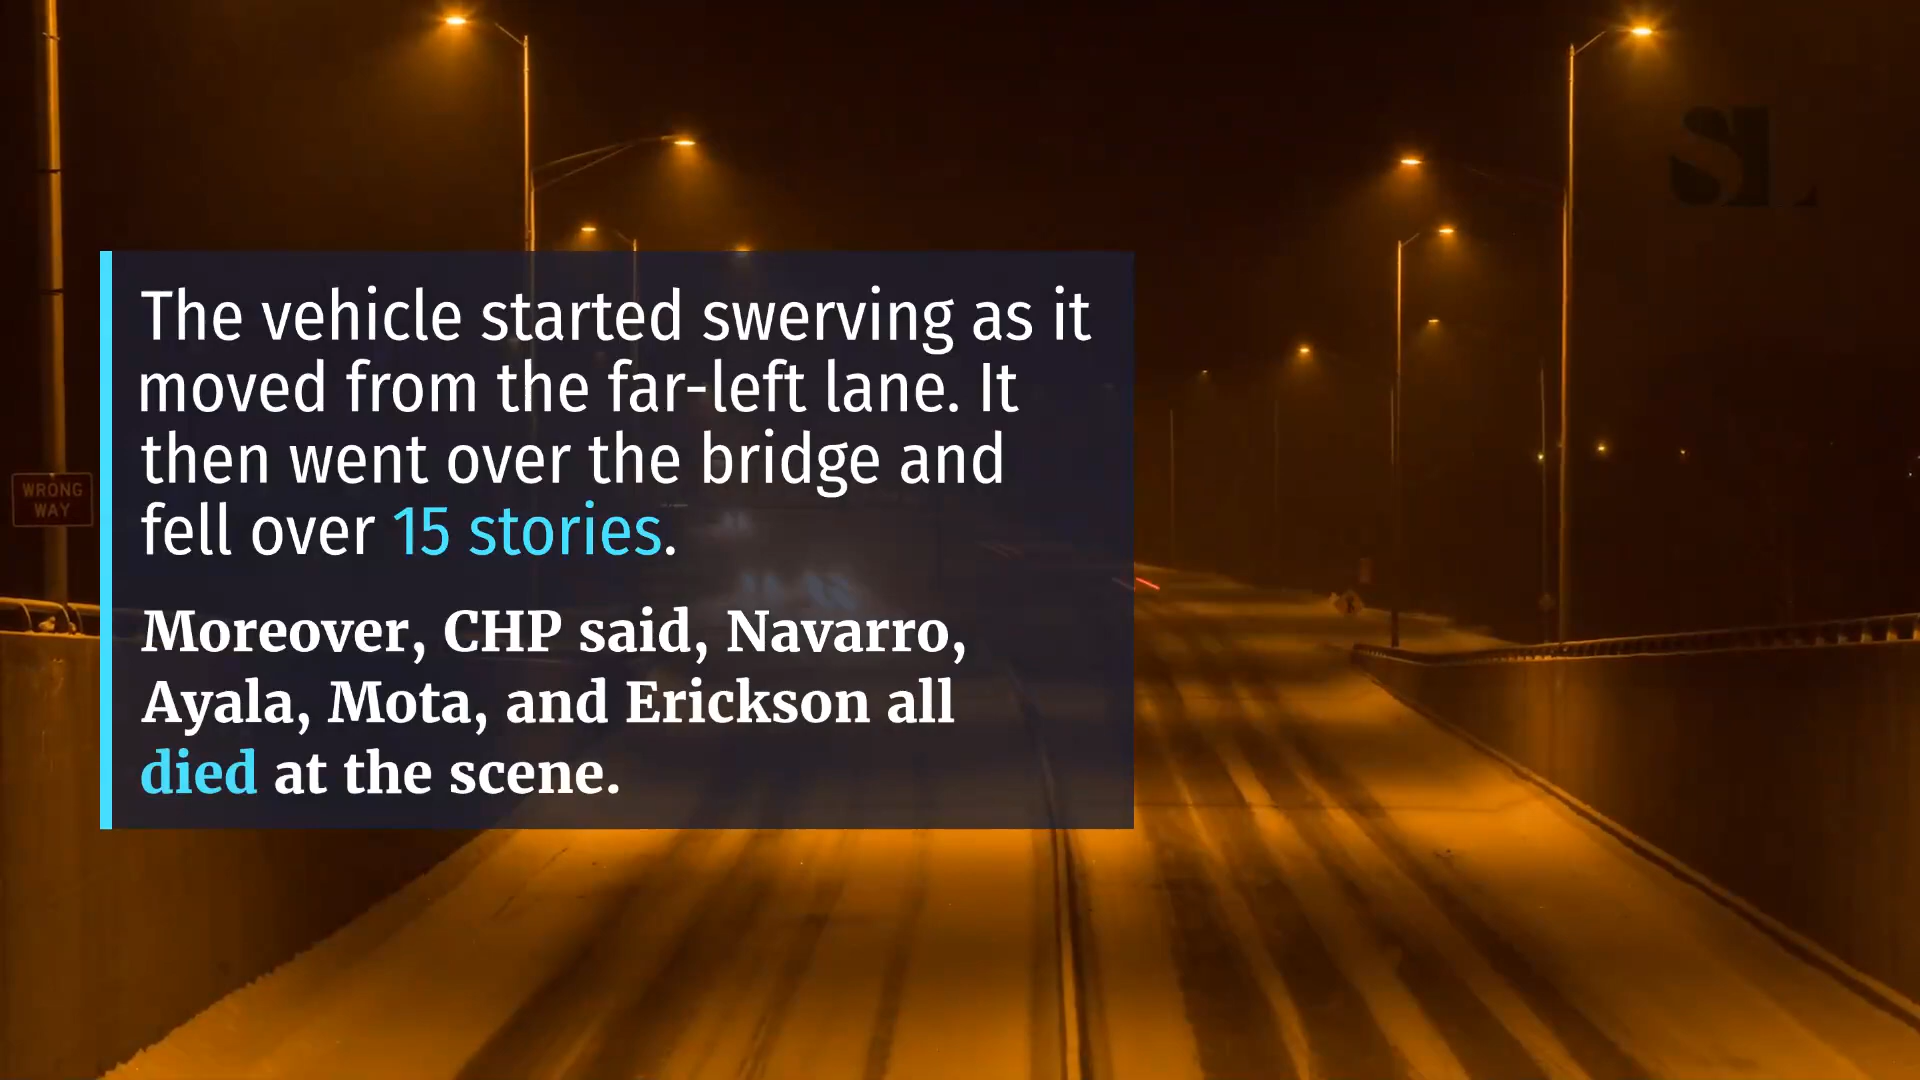 The vehicle started swerving as it
moved from the far-left lane. It
then went over the bridge and
fell over 15 stories.
Moreover, CHP said, Navarro,
Ayala, Mota, and Erickson all
died at the scene.
WRONG
WAY
SL